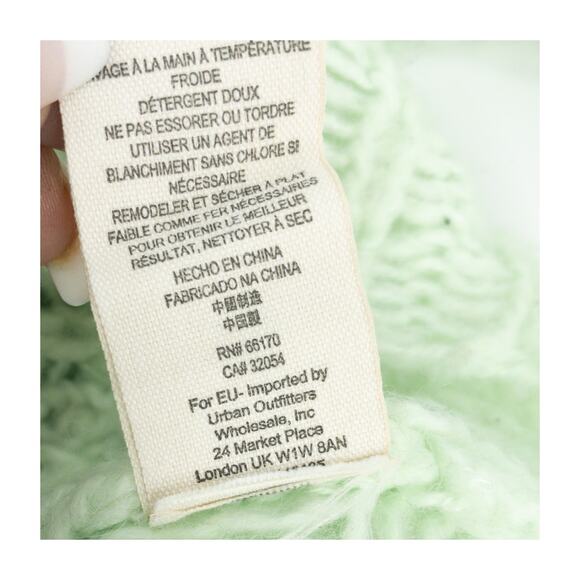 LAVAGE À LA MAIN À TEMPÉRATURE
FROIDE
DÉTERGENT DOUX
NE PAS ESSORER OU TORDRE
UTILISER UN AGENT DE
BLANCHIMENT SANS CHLORE SI
NÉCESSAIRE
REMODELER ET SÉCHER À PLAT
FAIBLE COMME FER NÉCESSAIRES
POUR OBTENIR LE MEILLEUR
RÉSULTAT, NETTOYER À SEC
HECHO EN CHINA
FABRICADO NA CHINA
中國制造
中国製
RN# 66170
CA# 32054
For EU- Imported by
Urban Outfitters
Wholesale, Inc
24 Market Place
London UK W1W 8AN